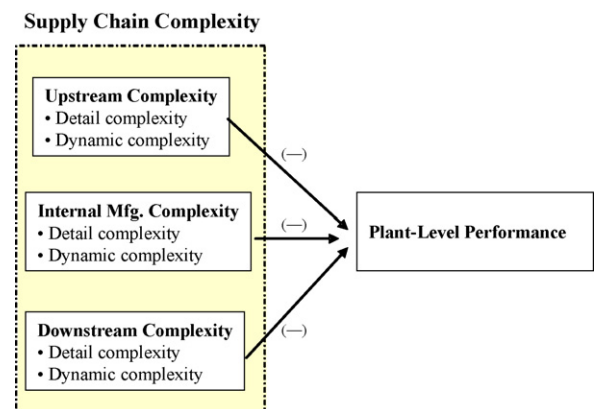 Supply Chain Complexity
Upstream Complexity
• Detail complexity
• Dynamic complexity
(—)
Internal Mfg. Complexity
• Detail complexity
• Dynamic complexity
(—)
Plant-Level Performance
Downstream Complexity
• Detail complexity
• Dynamic complexity
(—)